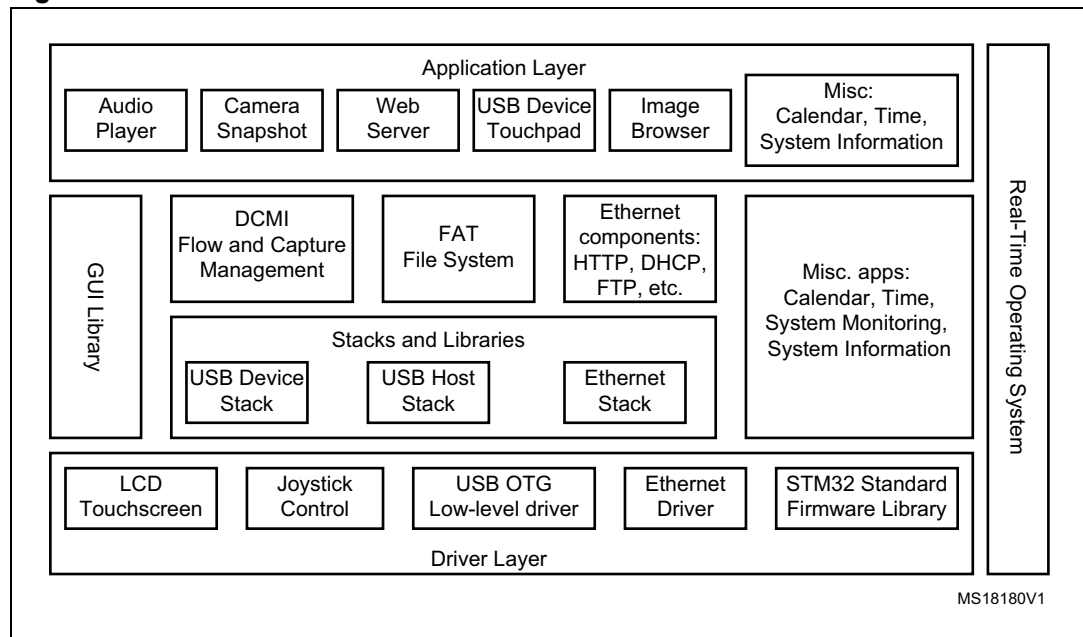 Application Layer
Audio
Player
Camera
Snapshot
Web
Server
USB Device
Touchpad
Image
Browser
Misc:
Calendar, Time,
System Information
GUI Library
DCMI
Flow and Capture
Management
FAT
File System
Ethernet
components:
HTTP, DHCP,
FTP, etc.
Misc. apps:
Calendar, Time,
System Monitoring,
System Information
Stacks and Libraries
USB Device
Stack
USB Host
Stack
Ethernet
Stack
LCD
Touchscreen
Joystick
Control
USB OTG
Low-level driver
Ethernet
Driver
STM32 Standard
Firmware Library
Driver Layer
Real-Time Operating System
MS18180V1